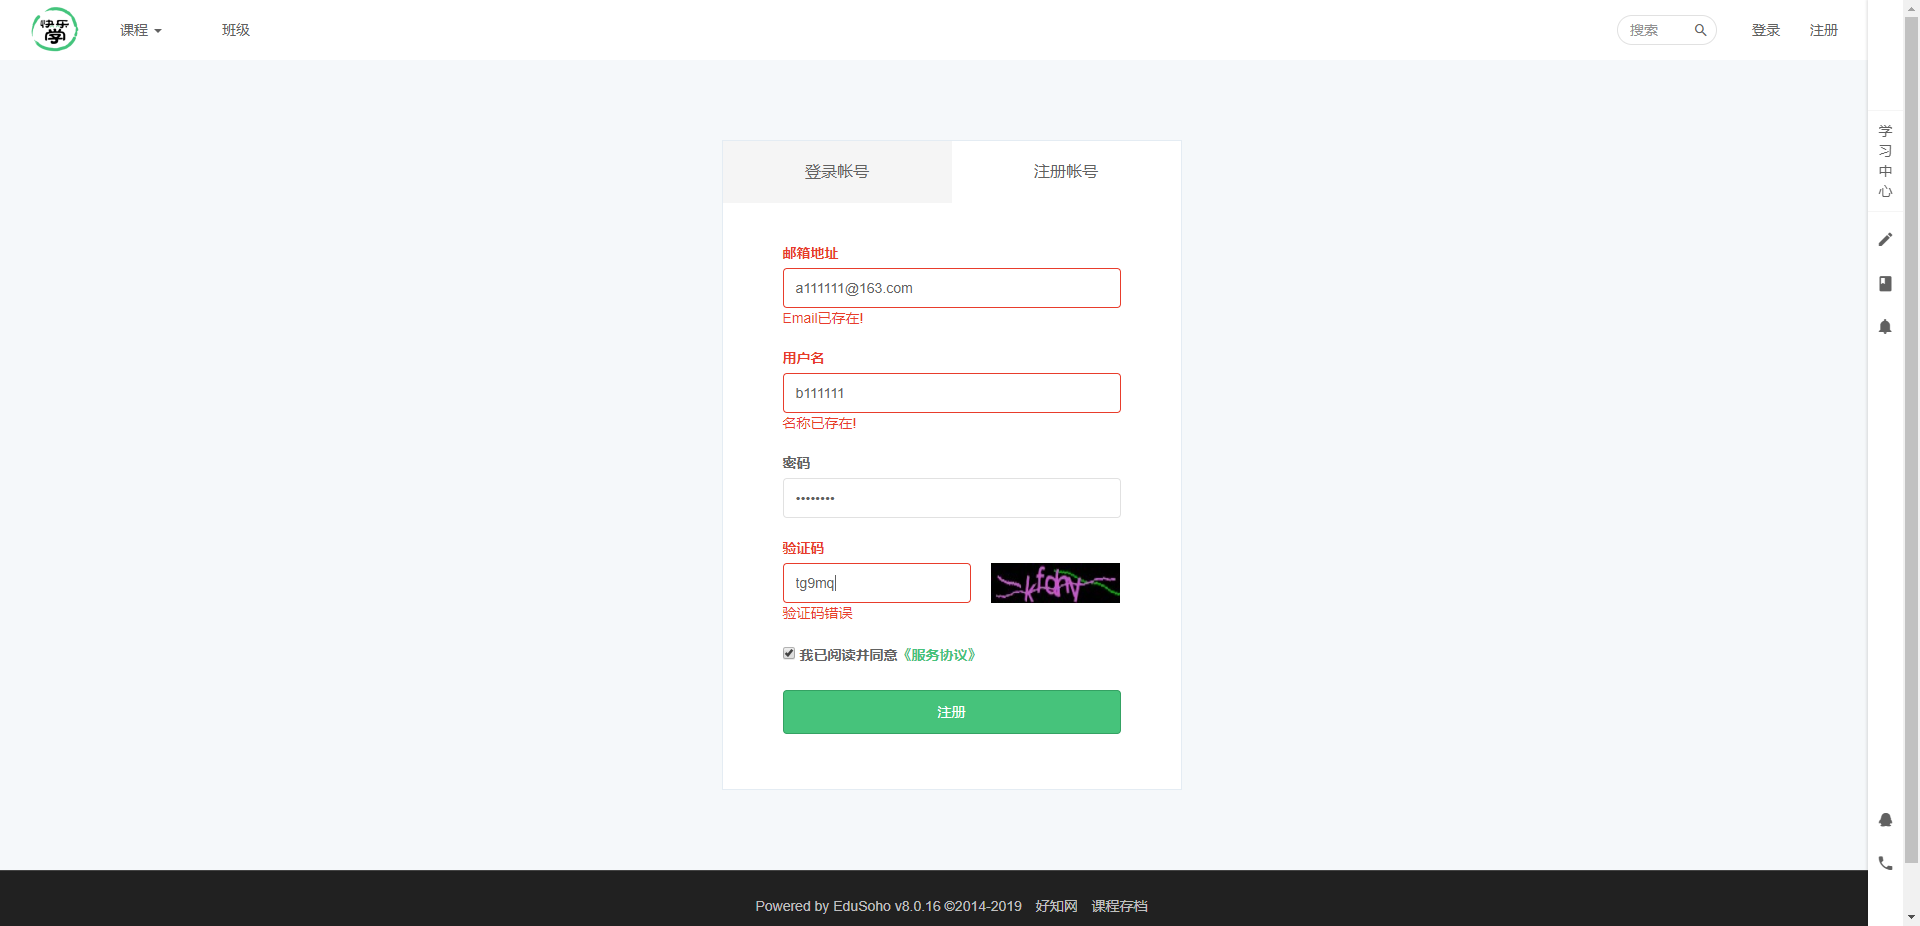 快乐
学
课程
班级
搜索
登录
注册
学
习
中
心
登录帐号
注册帐号
邮箱地址
a111111@163.com
Email已存在!
用户名
b111111
名称已存在!
密码
••••••••
验证码
tg9mq
验证码错误
我已阅读并同意《服务协议》
注册
Powered by EduSoho v8.0.16 ©2014-2019 好知网 课程存档